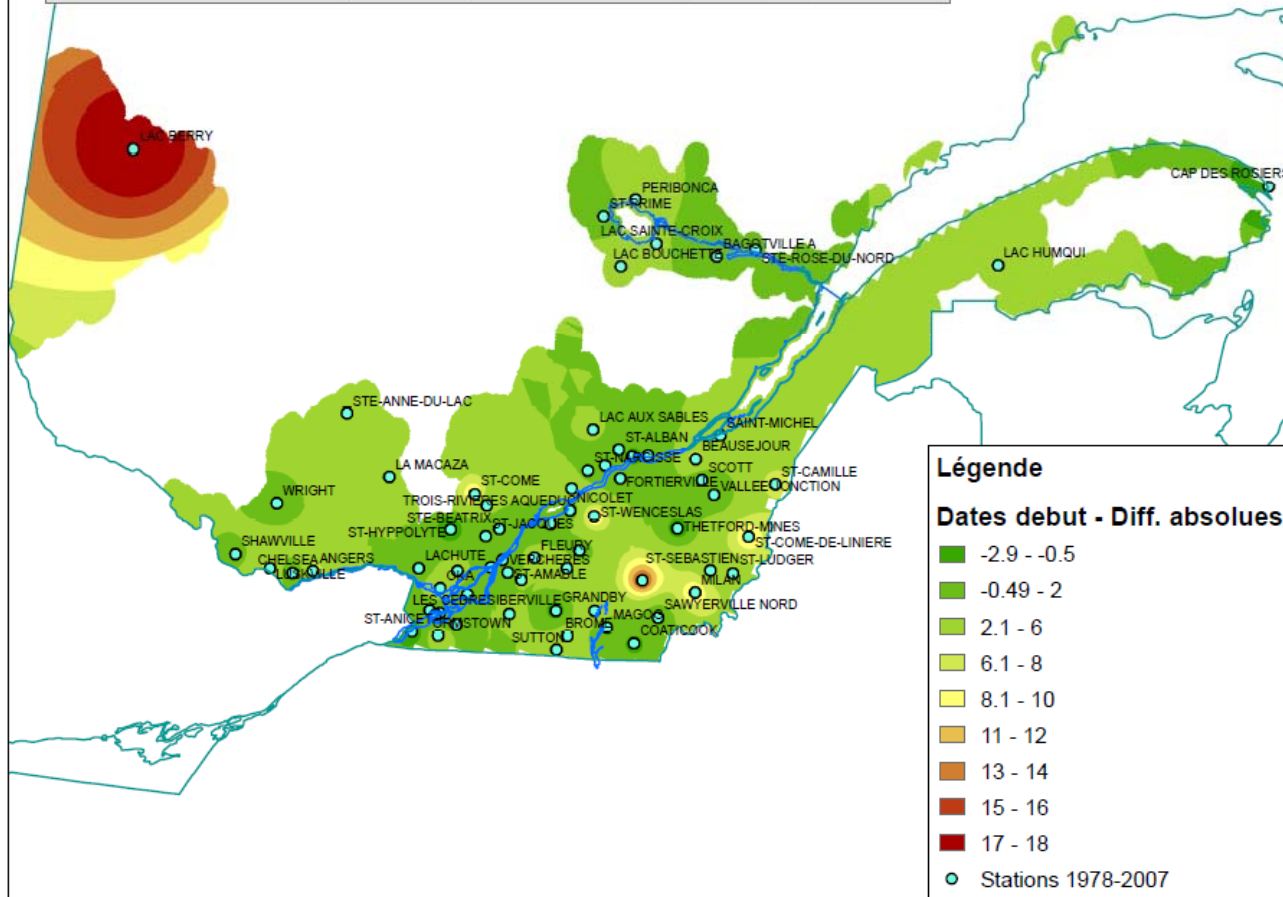 LAC BERRY
PERIBONCA
CAP DES ROSIERS
ST-PRIME
LAC SAINTE-CROIX
BAGOTVILLE A
LAC BOUCHETTE
STE-ROSE-DU-NORD
LAC HUMQUI
STE-ANNE-DU-LAC
LAC AUX SABLES
SAINT-MICHEL
ST-ALBAN
BEAUSEJOUR
LA MACAZA
ST-NARCISSE
SCOTT
ST-CAMILLE
ST-COME
FORTIERVILLE
VALLEE JONCTION
WRIGHT
TROIS-RIVIERES AQUEDUC
NICOLET
STE-BEATRIX
ST-JACQUES
ST-WENCESLAS
THETFORD-MINES
ST-HYPPOLYTE
ST-COME-DE-LINIERE
SHAWVILLE
FLEURY
CHELSEA
ANGERS
LACHUTE
VERCHERES
ST-SEBASTIEN
ST-LUDGER
LUSKVILLE
OKA
ST-AMABLE
MILAN
LES CEDRES
IBERVILLE
GRANDBY
SAWYERVILLE NORD
ST-ANICET
ORMSTOWN
BROME
MAGOG
SUTTON
COATICOOK
Légende
Dates debut - Diff. absolues
-2.9 - -0.5
-0.49 - 2
2.1 - 6
6.1 - 8
8.1 - 10
11 - 12
13 - 14
15 - 16
17 - 18
Stations 1978-2007